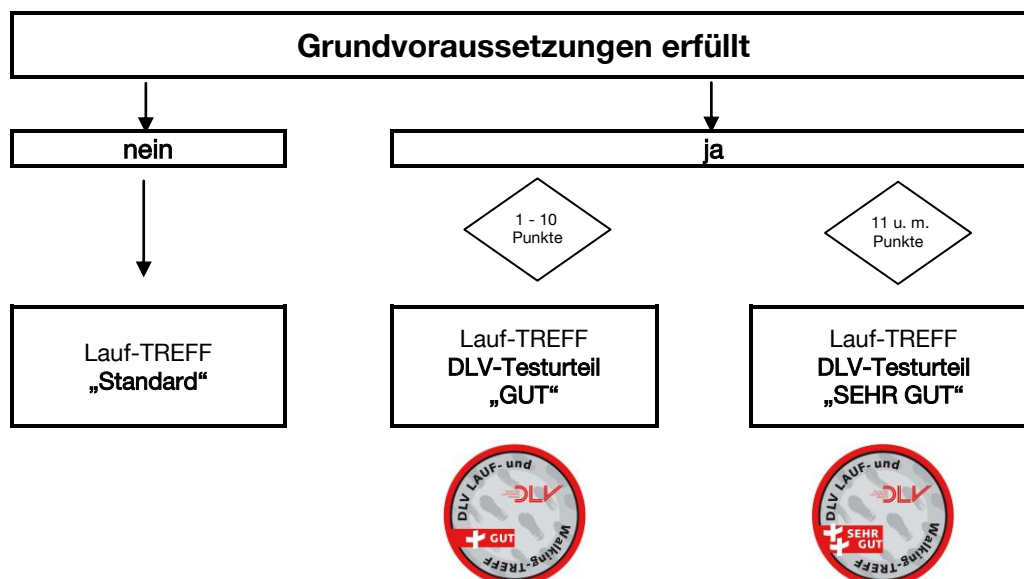 Grundvoraussetzungen erfüllt
nein
ja
1 - 10
Punkte
11 u. m.
Punkte
Lauf-TREFF
„Standard“
Lauf-TREFF
DLV-Testurteil
„GUT“
Lauf-TREFF
DLV-Testurteil
„SEHR GUT“
DLV LAUF- und
DLV
GUT
Walking-TREFF
DLV LAUF- und
DLV
SEHR
GUT
Walking-TREFF